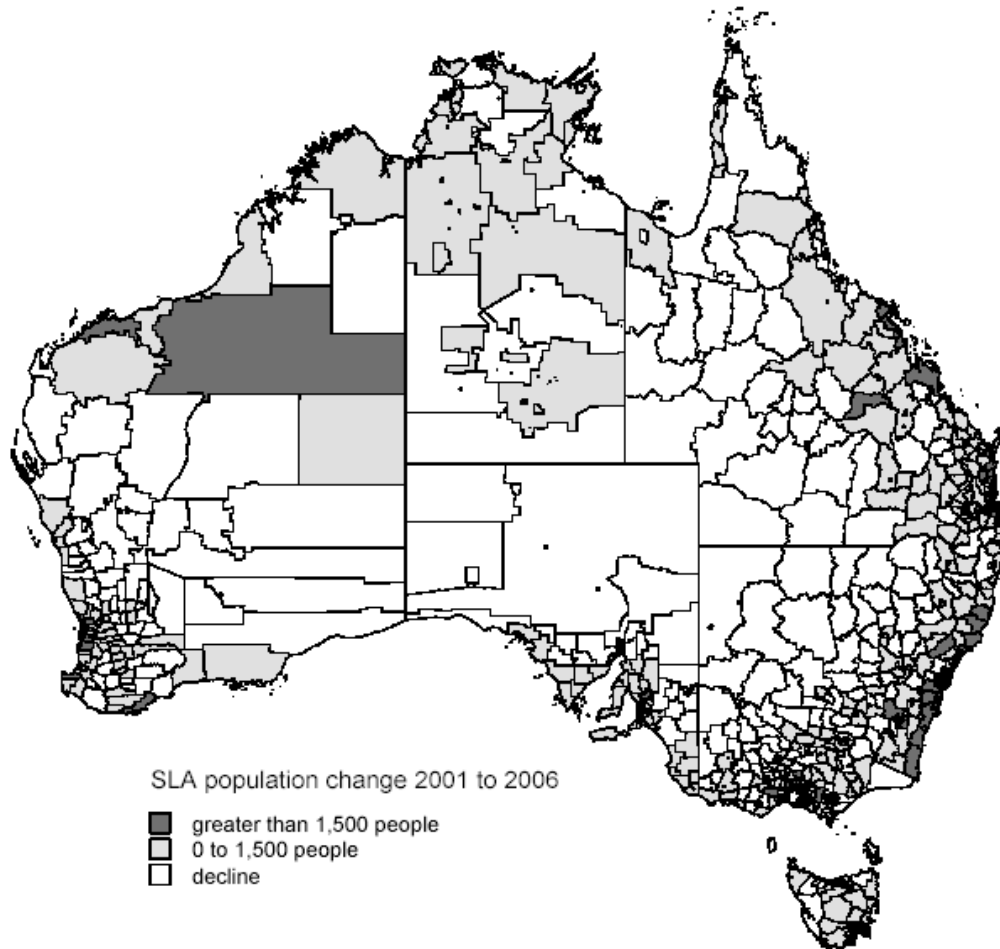 SLA population change 2001 to 2006
greater than 1,500 people
0 to 1,500 people
decline